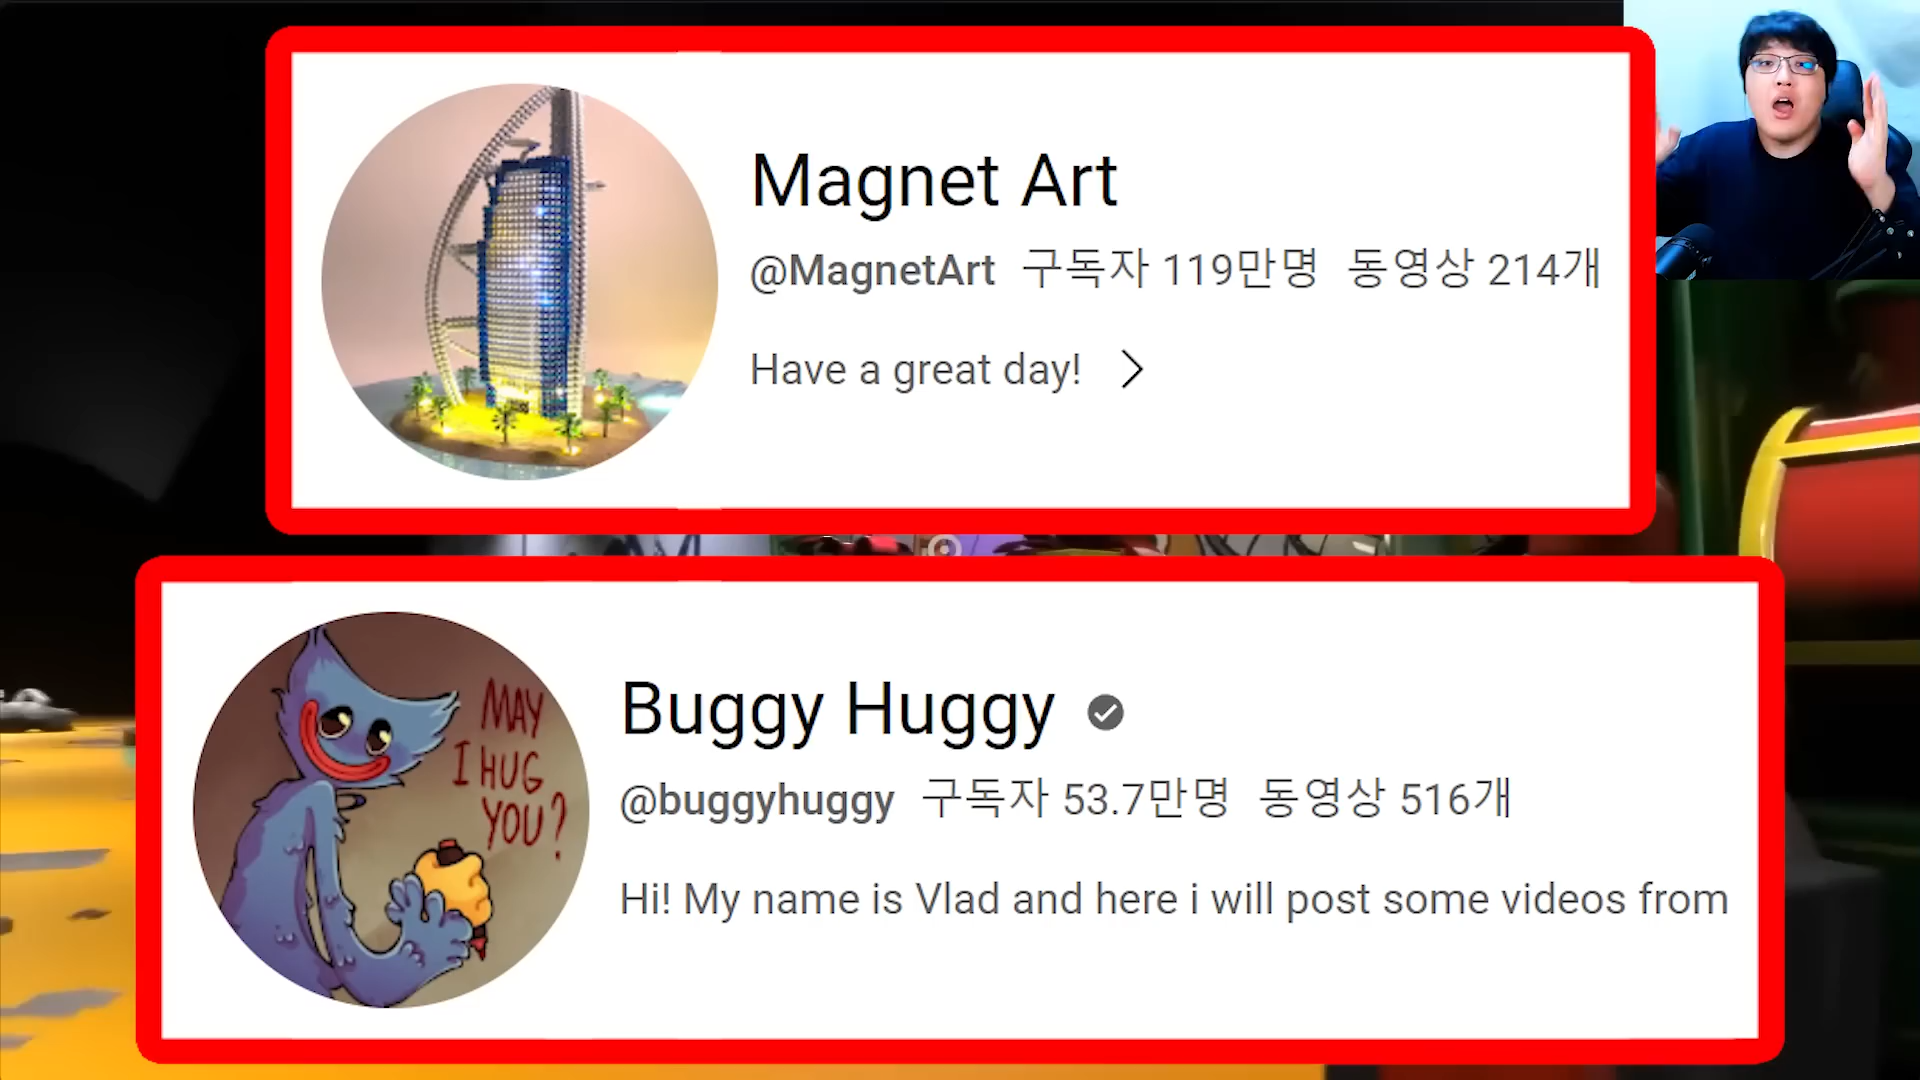 Magnet Art
@MagnetArt 구독자 119만명 동영상 214개
Have a great day!
MAY
I HUG
YOU?
Buggy Huggy
@buggyhuggy 구독자 53.7만명 동영상 516개
Hi! My name is Vlad and here i will post some videos from